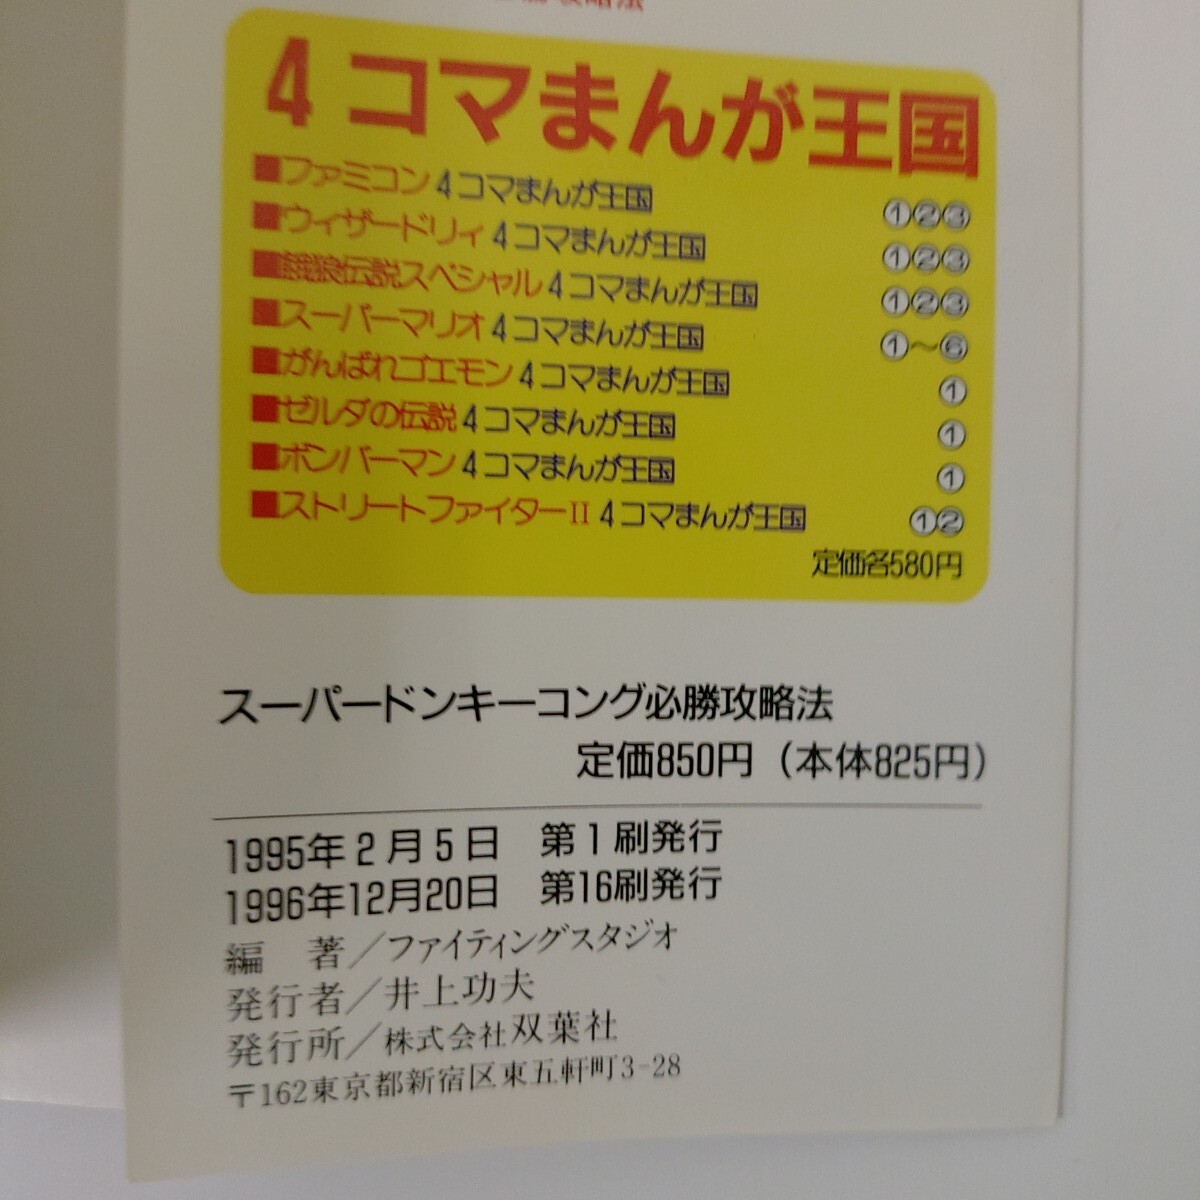 4コマまんが王国
■ファミコン4コマまんが王国 ①②③
■ウィザードリィ4コマまんが王国 ①②③
■餓狼伝説スペシャル4コマまんが王国 ①②③
■スーパーマリオ4コマまんが王国 ①〜⑥
■がんばれゴエモン4コマまんが王国 ①
■ゼルダの伝説4コマまんが王国 ①
■ボンバーマン4コマまんが王国 ①
■ストリートファイターII4コマまんが王国 ①②
定価各580円
スーパードンキーコング必勝攻略法
定価850円（本体825円）
1995年2月5日 第1刷発行
1996年12月20日 第16刷発行
編 著／ファイティングスタジオ
発行者／井上功夫
発行所／株式会社双葉社
〒162東京都新宿区東五軒町3-28